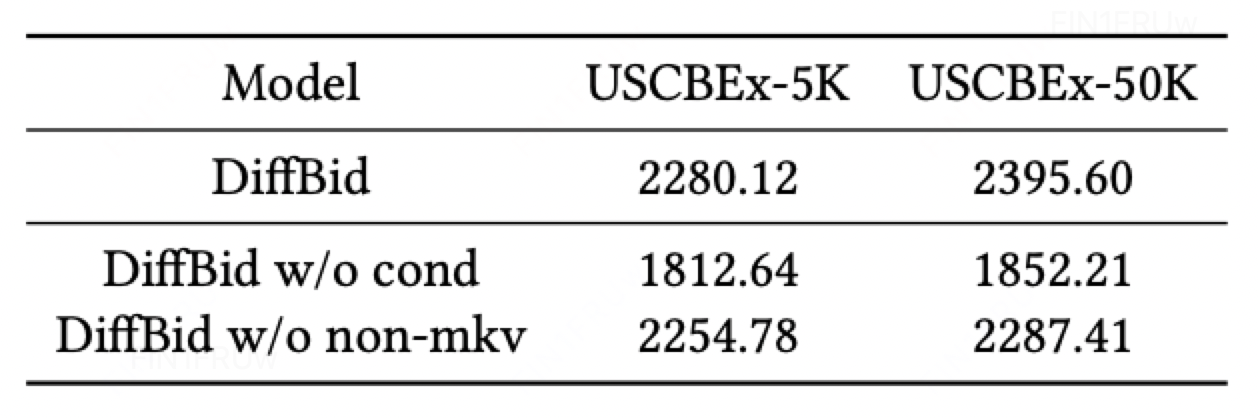 Model USCBEx-5K USCBEx-50K
DiffBid 2280.12 2395.60
DiffBid w/o cond 1812.64 1852.21
DiffBid w/o non-mkv 2254.78 2287.41